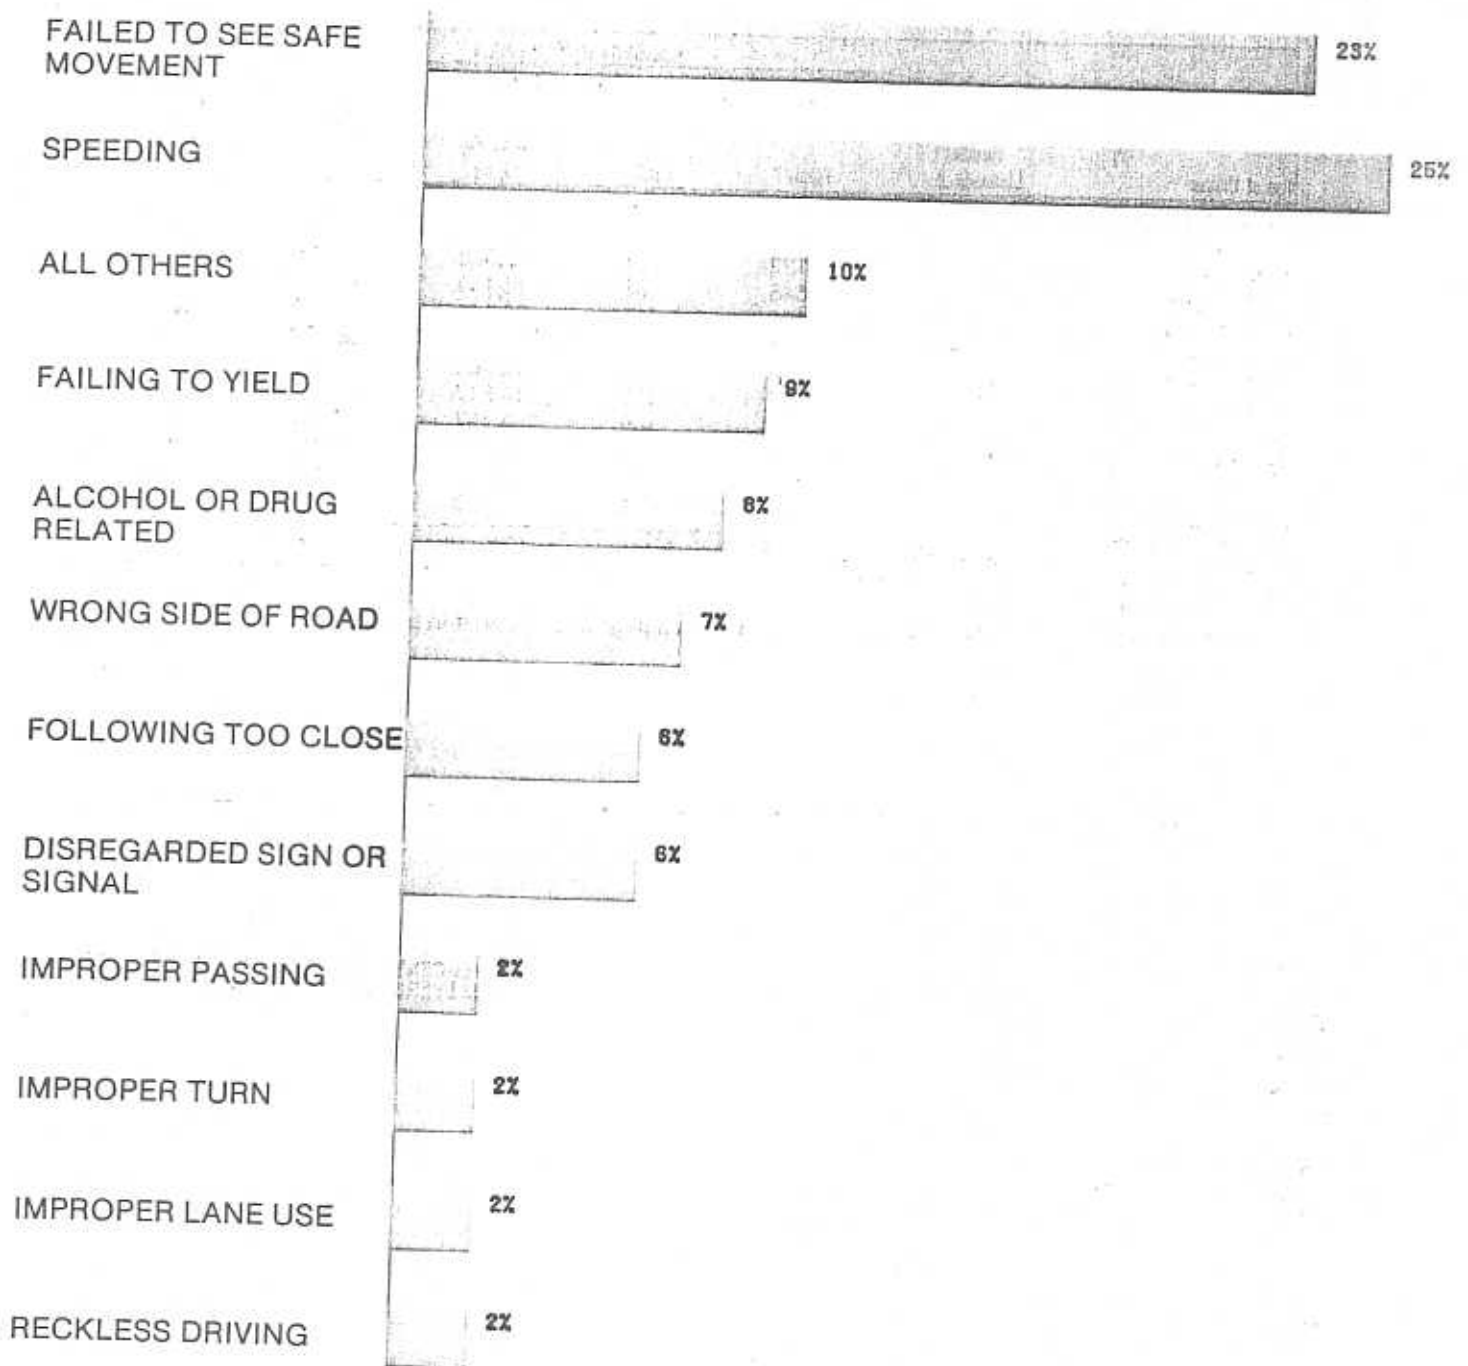 FAILED TO SEE SAFE
MOVEMENT
23%
SPEEDING
25%
ALL OTHERS
10%
FAILING TO YIELD
9%
ALCOHOL OR DRUG
RELATED
8%
WRONG SIDE OF ROAD
7%
FOLLOWING TOO CLOSE
6%
DISREGARDED SIGN OR
SIGNAL
6%
IMPROPER PASSING
2%
IMPROPER TURN
2%
IMPROPER LANE USE
2%
RECKLESS DRIVING
2%